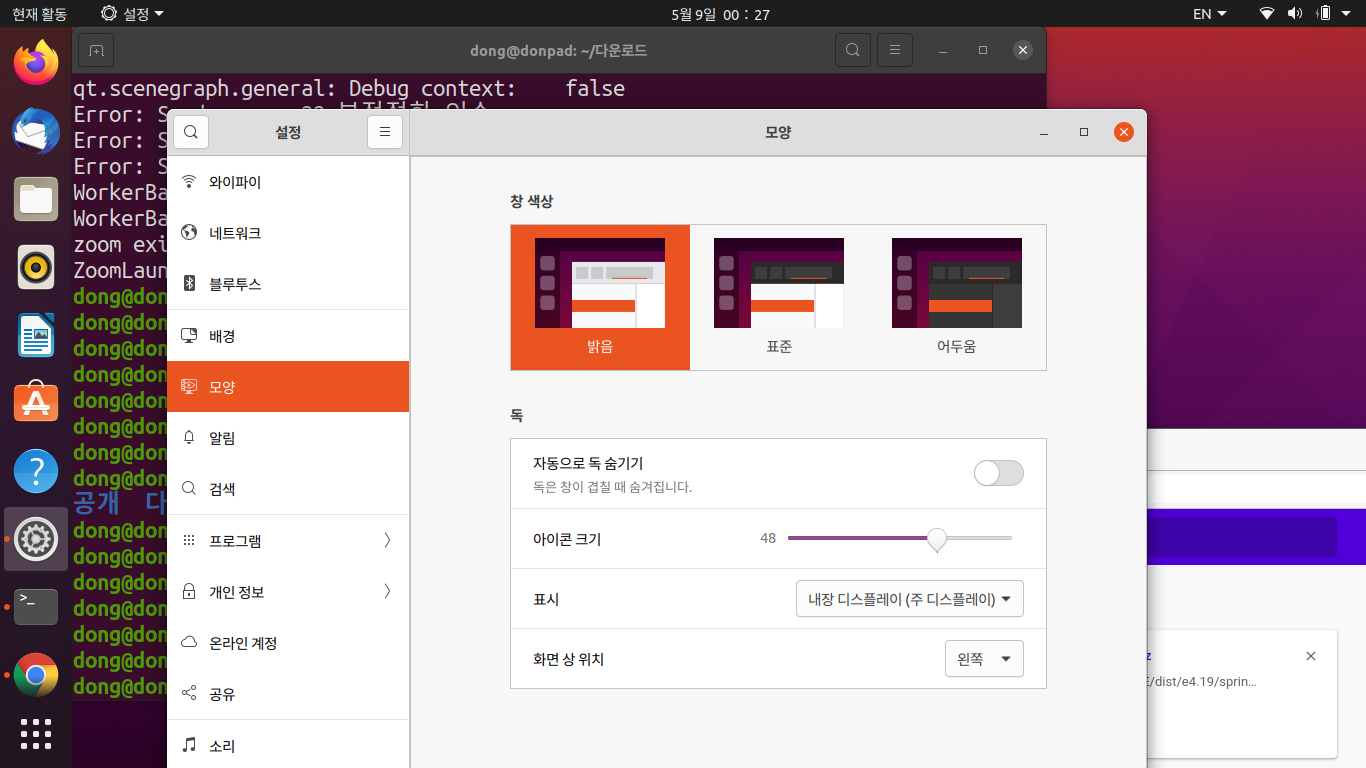 현재 활동
설정
5월 9일 00 : 27
EN
dong@donpad: ~/다운로드
qt.scenegraph.general: Debug context: false
Error: S
Error: S
Error: S
WorkerBa
WorkerBa
zoom exi
ZoomLaun
dong@don
dong@don
dong@don
dong@don
dong@don
dong@don
dong@don
dong@don
공개 다
dong@don
dong@don
dong@don
dong@don
dong@don
dong@don
dong@don
설정
와이파이
네트워크
블루투스
배경
모양
알림
검색
프로그램
개인 정보
온라인 계정
공유
소리
모양
창 색상
밝음
표준
어두움
독
자동으로 독 숨기기
독은 창이 겹칠 때 숨겨집니다.
아이콘 크기
48
표시
내장 디스플레이 (주 디스플레이)
화면 상 위치
왼쪽
z
E/dist/e4.19/sprin…